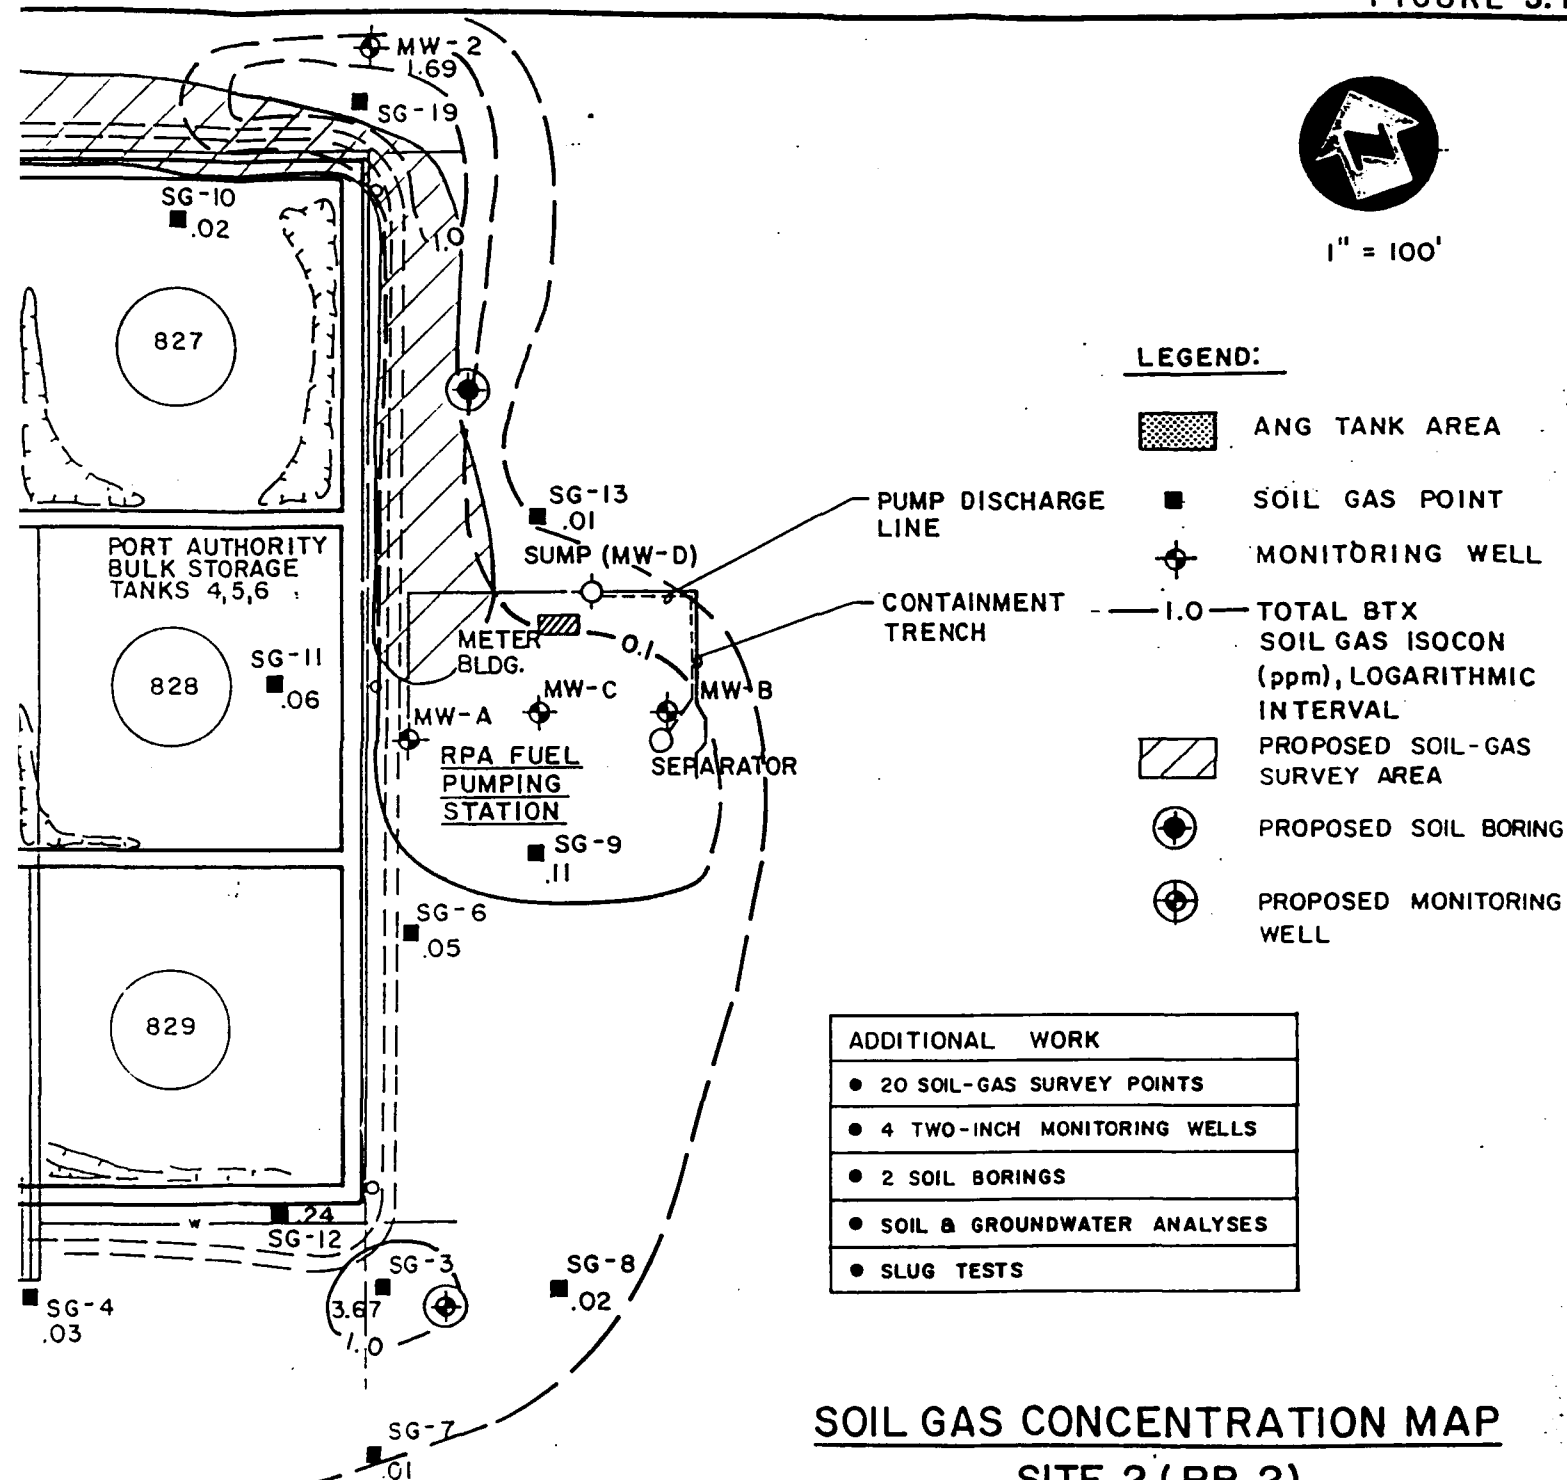 MW-2
1.69
SG-19
SG-10
.02
1.0
1" = 100'
827
LEGEND:
ANG TANK AREA
SOIL GAS POINT
MONITORING WELL
1.0
TOTAL BTX
SOIL GAS ISOCON
(ppm), LOGARITHMIC
INTERVAL
PROPOSED SOIL-GAS
SURVEY AREA
PROPOSED SOIL BORING
PROPOSED MONITORING
WELL
SG-13
.01
SUMP (MW-D)
PUMP DISCHARGE
LINE
CONTAINMENT
TRENCH
PORT AUTHORITY
BULK STORAGE
TANKS 4,5,6
METER
BLDG.
0.1
SG-11
.06
828
MW-C
MW-B
MW-A
RPA FUEL
PUMPING
STATION
SEPARATOR
SG-9
.11
SG-6
.05
829
ADDITIONAL WORK
• 20 SOIL-GAS SURVEY POINTS
• 4 TWO-INCH MONITORING WELLS
• 2 SOIL BORINGS
• SOIL & GROUNDWATER ANALYSES
• SLUG TESTS
.24
W
SG-12
SG-3
3.67
1.0
SG-8
.02
SG-4
.03
SG-7
.01
SOIL GAS CONCENTRATION MAP